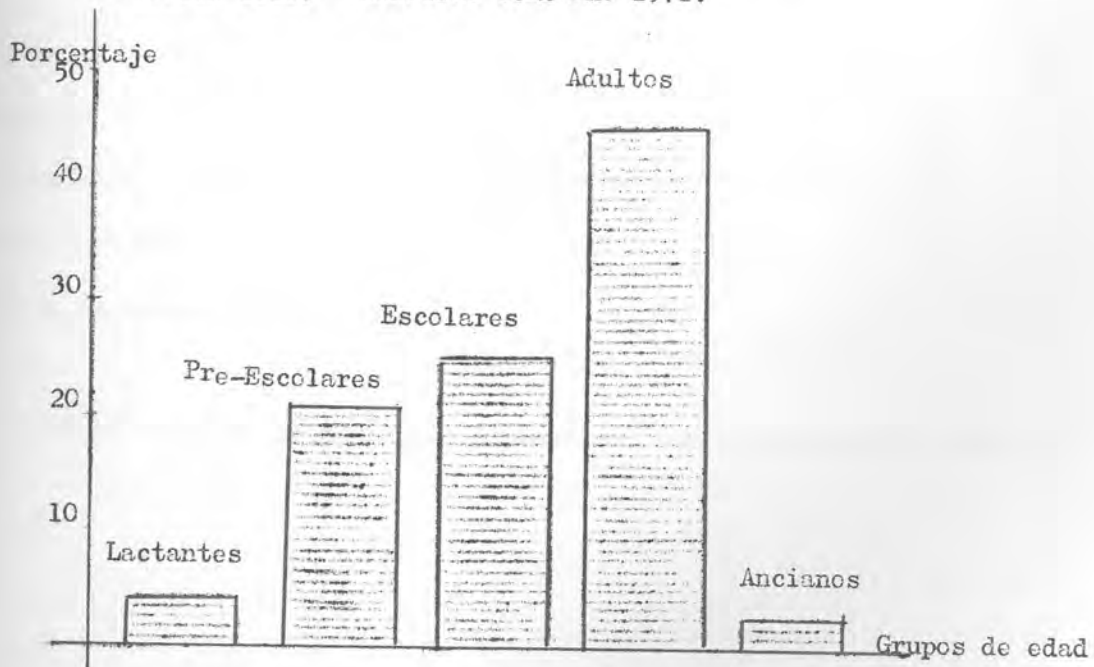 Porcentaje
50
Adultos
40
30
Escolares
Pre-Escolares
20
10
Lactantes
Ancianos
Grupos de edad